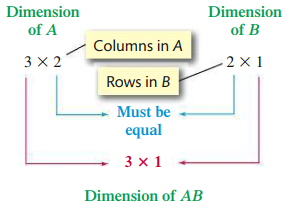 Dimension
of A
Dimension
of B
Columns in A
3 × 2
2 × 1
Rows in B
Must be
equal
3 × 1
Dimension of AB